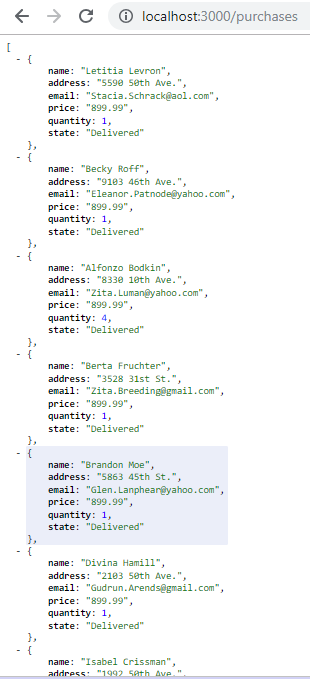 localhost:3000/purchases
[
- {
name: "Letitia Levron",
address: "5590 50th Ave.",
email: "Stacia.Schrack@aol.com",
price: "899.99",
quantity: 1,
state: "Delivered"
},
- {
name: "Becky Roff",
address: "9103 46th Ave.",
email: "Eleanor.Patnode@yahoo.com",
price: "899.99",
quantity: 1,
state: "Delivered"
},
- {
name: "Alfonzo Bodkin",
address: "8330 10th Ave.",
email: "Zita.Luman@yahoo.com",
price: "899.99",
quantity: 4,
state: "Delivered"
},
- {
name: "Berta Fruchter",
address: "3528 31st St.",
email: "Zita.Breeding@gmail.com",
price: "899.99",
quantity: 1,
state: "Delivered"
},
- {
name: "Brandon Moe",
address: "5863 45th St.",
email: "Glen.Lanphear@yahoo.com",
price: "899.99",
quantity: 1,
state: "Delivered"
},
- {
name: "Divina Hamill",
address: "2103 50th Ave.",
email: "Gudrun.Arends@gmail.com",
price: "899.99",
quantity: 1,
state: "Delivered"
},
- {
name: "Isabel Crissman",
address: "1992 50th Ave.",